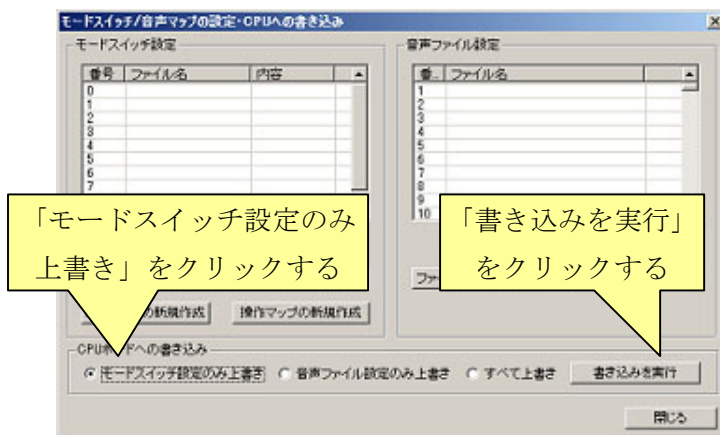 モードスイッチ/音声マップの設定・CPUへの書き込み
モードスイッチ設定
番号 ファイル名 内容
0
1
2
3
4
5
6
7
音声ファイル設定
番.. ファイル名
1
2
3
4
5
6
7
8
9
10
「モードスイッチ設定のみ
上書き」をクリックする
「書き込みを実行」
をクリックする
ファ
の新規作成
操作マップの新規作成
CPUボードへの書き込み
モードスイッチ設定のみ上書き 音声ファイル設定のみ上書き すべて上書き 書き込みを実行
閉じる